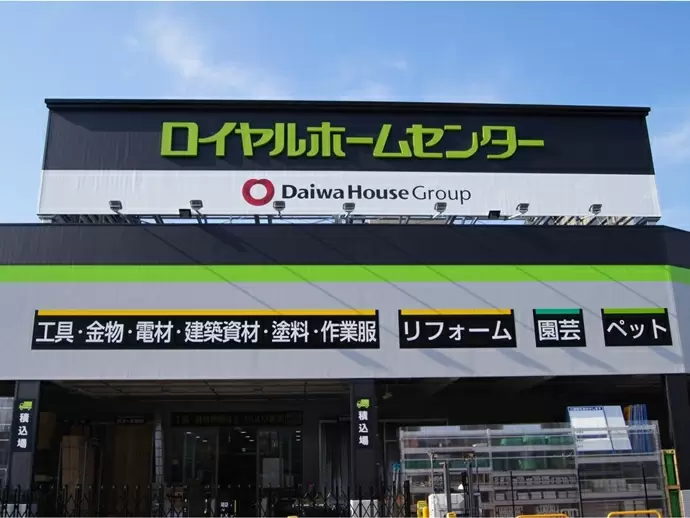 ロイヤルホームセンター
Daiwa House Group
工具・金物・電材・建築資材・塗料・作業服
リフォーム
園芸
ペット
積込場
積込場